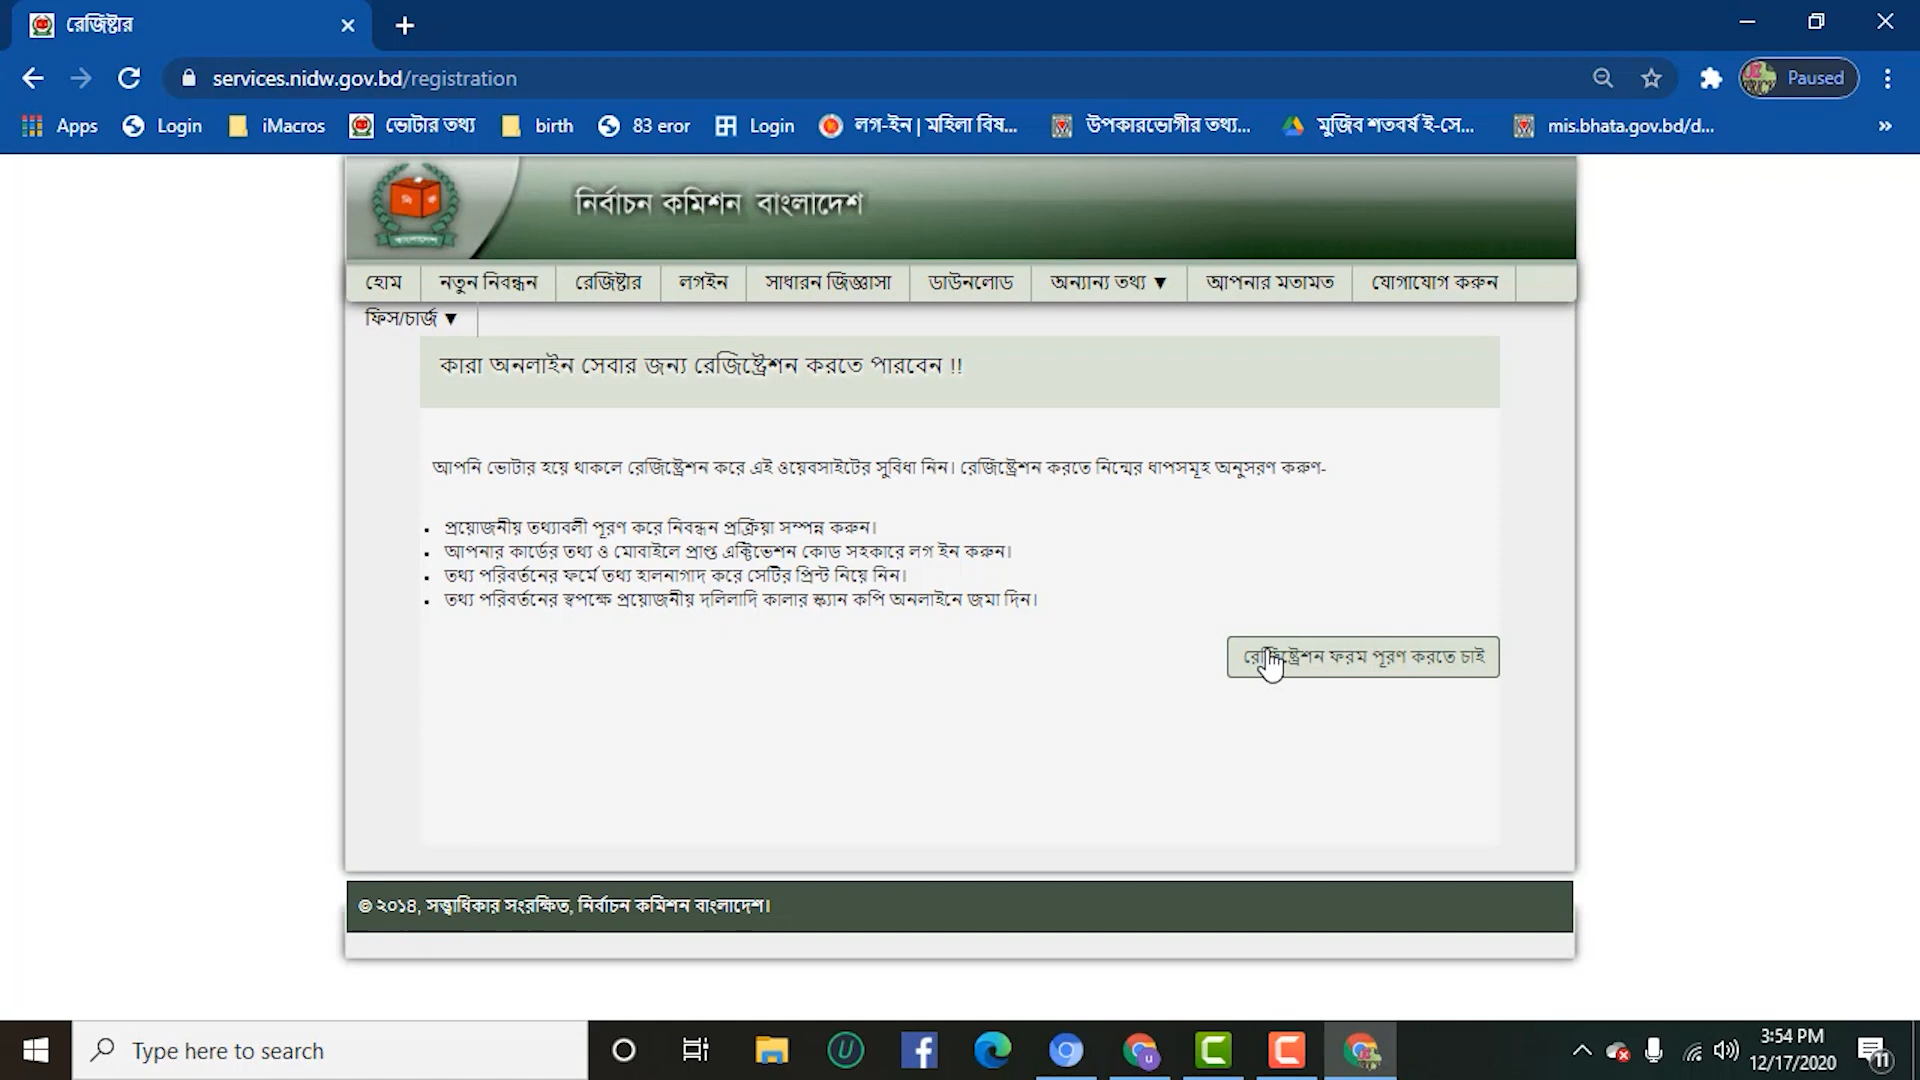 রেজিষ্টার
services.nidw.gov.bd/registration
Paused
Apps
Login
iMacros
ভোটার তথ্য
birth
83 eror
Login
লগ-ইন | মহিলা বিষ...
উপকারভোগীর তথ্য...
মুজিব শতবর্ষ ই-সে...
mis.bhata.gov.bd/d...
নির্বাচন কমিশন বাংলাদেশ
হোম
নতুন নিবন্ধন
রেজিষ্টার
লগইন
সাধারন জিজ্ঞাসা
ডাউনলোড
অন্যান্য তথ্য ▼
আপনার মতামত
যোগাযোগ করুন
ফিস/চার্জ ▼
কারা অনলাইন সেবার জন্য রেজিষ্ট্রেশন করতে পারবেন !!
আপনি ভোটার হয়ে থাকলে রেজিষ্ট্রেশন করে এই ওয়েবসাইটের সুবিধা নিন। রেজিষ্ট্রেশন করতে নিম্মের ধাপসমূহ অনুসরণ করুণ-
প্রয়োজনীয় তথ্যাবলী পূরণ করে নিবন্ধন প্রক্রিয়া সম্পন্ন করুন।
আপনার কার্ডের তথ্য ও মোবাইলে প্রাপ্ত এক্টিভেশন কোড সহকারে লগ ইন করুন।
তথ্য পরিবর্তনের ফর্মে তথ্য হালনাগাদ করে সেটির প্রিন্ট নিয়ে নিন।
তথ্য পরিবর্তনের স্বপক্ষে প্রয়োজনীয় দলিলাদি কালার স্ক্যান কপি অনলাইনে জমা দিন।
রেজিষ্ট্রেশন ফরম পূরণ করতে চাই
© ২০১৪, সত্ত্বাধিকার সংরক্ষিত, নির্বাচন কমিশন বাংলাদেশ।
Type here to search
3:54 PM
12/17/2020
11